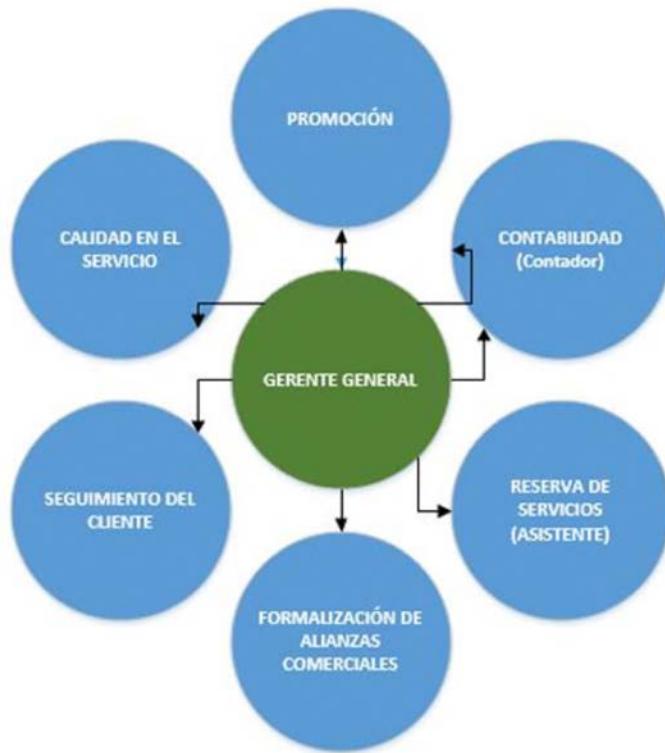 PROMOCIÓN
CALIDAD EN EL
SERVICIO
CONTABILIDAD
(Contador)
GERENTE GENERAL
SEGUIMIENTO DEL
CLIENTE
RESERVA DE
SERVICIOS
(ASISTENTE)
FORMALIZACIÓN DE
ALIANZAS
COMERCIALES